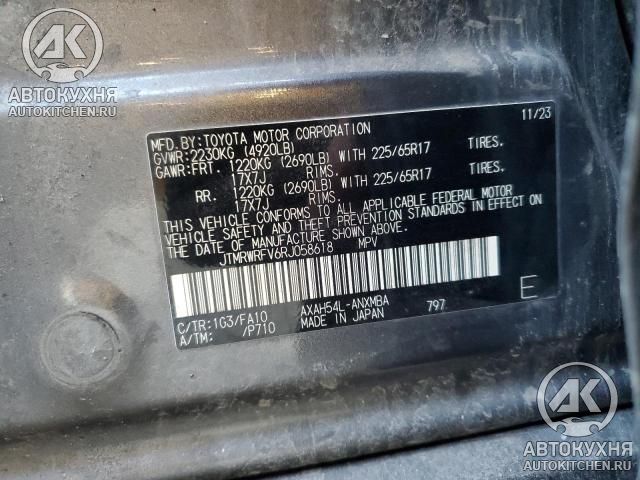 АК
АВТОКУХНЯ
AUTOKITCHEN.RU
MFD.BY:TOYOTA MOTOR CORPORATION 11/23
GVWR:2230KG (4920LB)
GAWR:FRT. 1220KG (2690LB) WITH 225/65R17 TIRES.
17X7J RIMS.
RR. 1220KG (2690LB) WITH 225/65R17 TIRES.
17X7J RIMS.
THIS VEHICLE CONFORMS TO ALL APPLICABLE FEDERAL MOTOR
VEHICLE SAFETY AND THEFT PREVENTION STANDARDS IN EFFECT ON
THE DATE OF MANUFACTURE SHOWN ABOVE.
JTMRWRFV6RJ058618 MPV
C/TR:1G3/FA10 AXAH54L-ANXMBA 797 E
A/TM: /P710 MADE IN JAPAN
АК
АВТОКУХНЯ
AUTOKITCHEN.RU